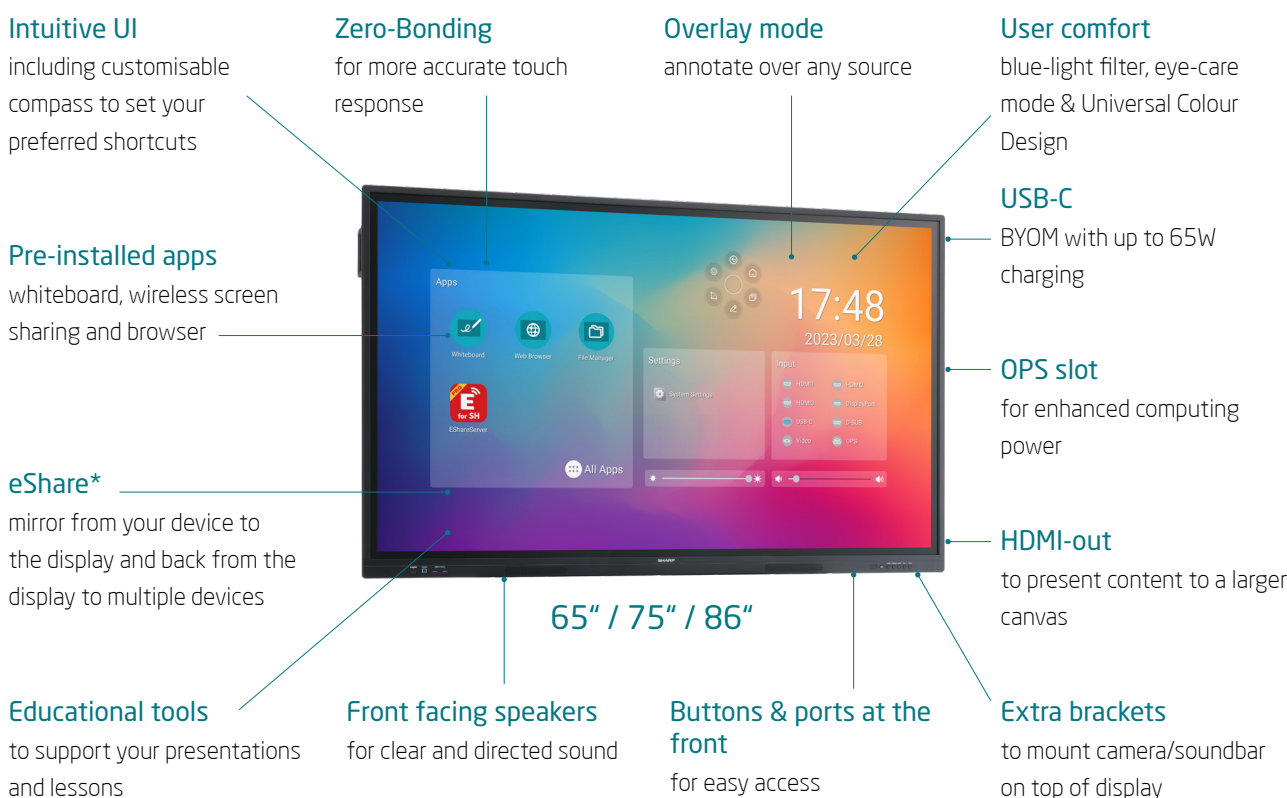 Intuitive UI
including customisable
compass to set your
preferred shortcuts
Zero-Bonding
for more accurate touch
response
Overlay mode
annotate over any source
User comfort
blue-light filter, eye-care
mode & Universal Colour
Design
USB-C
BYOM with up to 65W
charging
Pre-installed apps
whiteboard, wireless screen
sharing and browser
OPS slot
for enhanced computing
power
eShare*
mirror from your device to
the display and back from the
display to multiple devices
HDMI-out
to present content to a larger
canvas
Apps
Whiteboard
Web Browser
File Manager
PRO
E
for SH
EShareServer
All Apps
17:48
2023/03/28
Settings
System Settings
Input
HDMI1
HDMI2
HDMI3
DisplayPort
USB-C
D-SUB
Video
OPS
SHARP
65“ / 75“ / 86“
Educational tools
to support your presentations
and lessons
Front facing speakers
for clear and directed sound
Buttons & ports at the
front
for easy access
Extra brackets
to mount camera/soundbar
on top of display